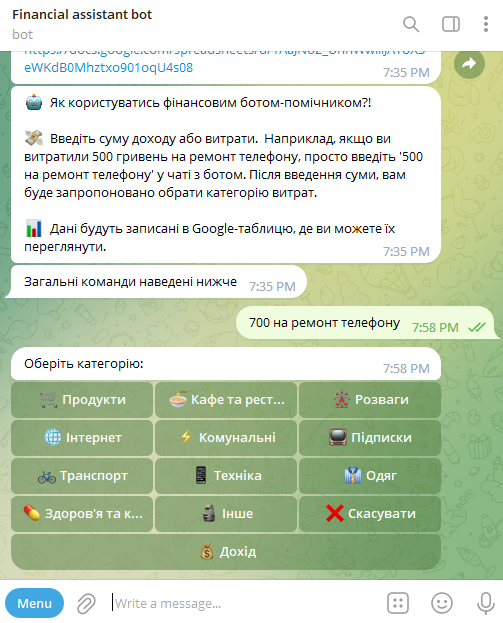 Financial assistant bot
bot
eWKdB0Mhztxo901oqU4s08
7:35 PM
Як користуватись фінансовим ботом-помічником?!
Введіть суму доходу або витрати. Наприклад, якщо ви
витратили 500 гривень на ремонт телефону, просто введіть '500
на ремонт телефону' у чаті з ботом. Після введення суми, вам
буде запропоновано обрати категорію витрат.
Дані будуть записані в Google-таблицю, де ви можете їх
переглянути.
7:35 PM
Загальні команди наведені нижче 7:35 PM
700 на ремонт телефону 7:58 PM
Оберіть категорію: 7:58 PM
Продукти Кафе та рест... Розваги
Інтернет Комунальні Підписки
Транспорт Техніка Одяг
Здоров'я та к... Інше Скасувати
Дохід
Menu Write a message...